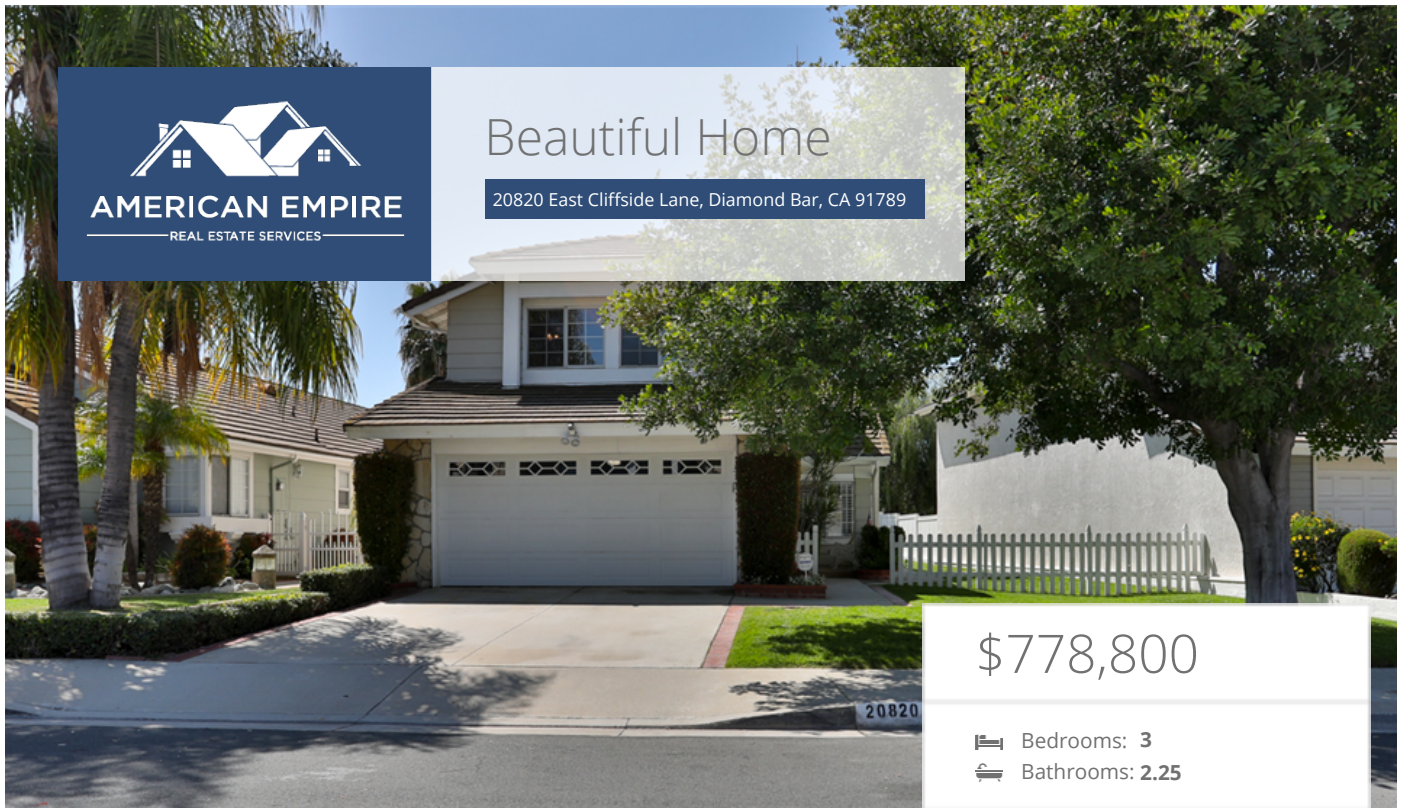 Beautiful Home
20820 East Cliffside Lane, Diamond Bar, CA 91789
AMERICAN EMPIRE
REAL ESTATE SERVICES
$778,800
20820
Bedrooms: 3
Bathrooms: 2.25